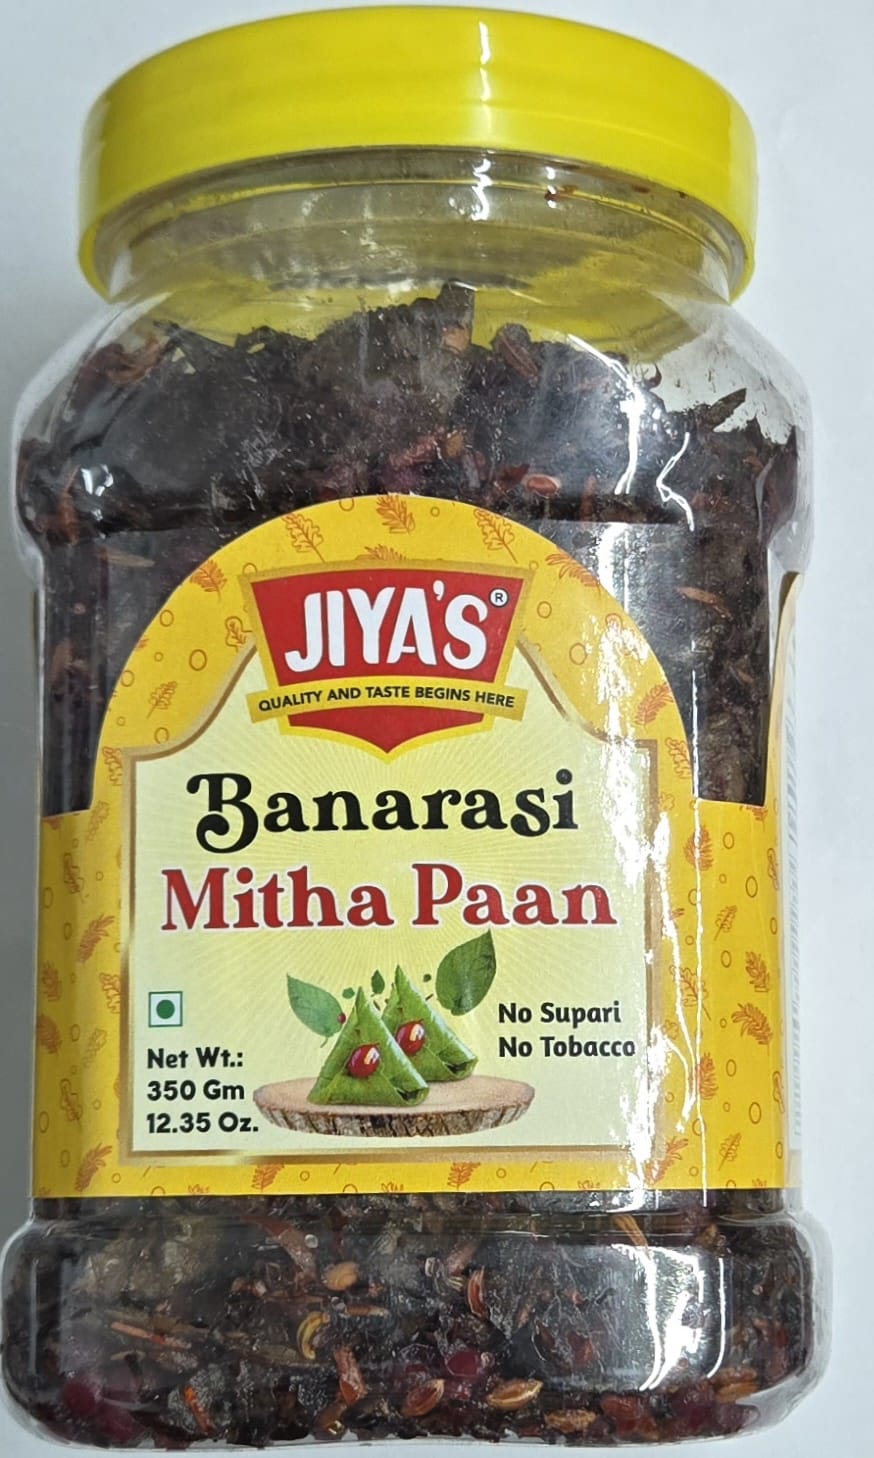 JIYA'S®
QUALITY AND TASTE BEGINS HERE
Banarasi
Mitha Paan
No Supari
No Tobacco
Net Wt.:
350 Gm
12.35 Oz.